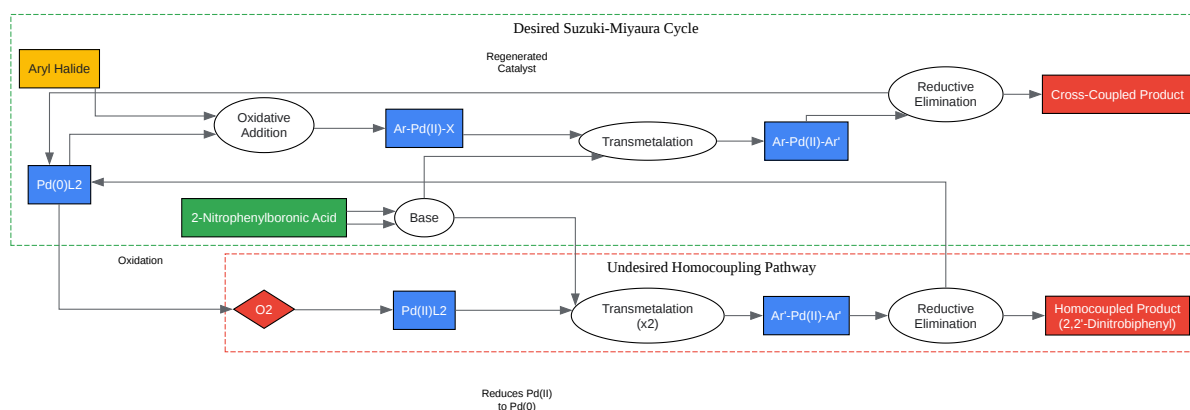 Desired Suzuki-Miyaura Cycle
Regenerated
Catalyst
Aryl Halide
Reductive
Elimination
Cross-Coupled Product
Oxidative
Addition
Ar-Pd(II)-X
Transmetalation
Ar-Pd(II)-Ar'
Pd(0)L2
2-Nitrophenylboronic Acid
Base
Oxidation
Undesired Homocoupling Pathway
O2
Pd(II)L2
Transmetalation
(x2)
Ar'-Pd(II)-Ar'
Reductive
Elimination
Homocoupled Product
(2,2'-Dinitrobiphenyl)
Reduces Pd(II)
to Pd(0)